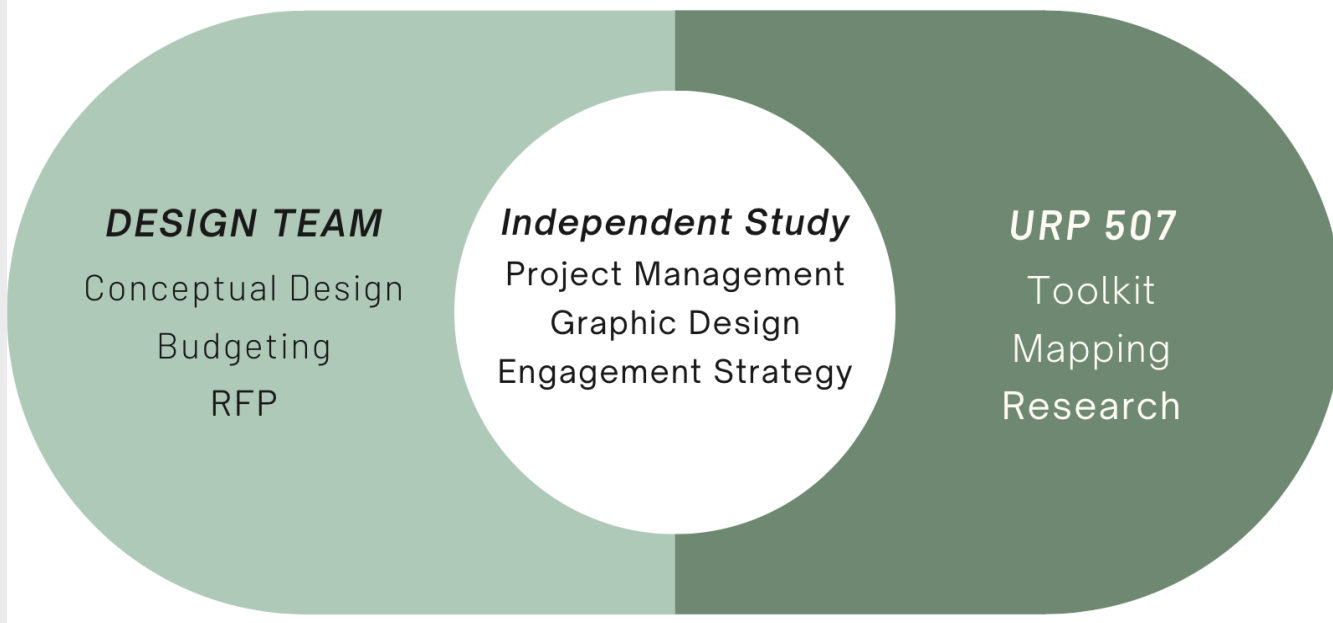 DESIGN TEAM
Conceptual Design
Budgeting
RFP
Independent Study
Project Management
Graphic Design
Engagement Strategy
URP 507
Toolkit
Mapping
Research